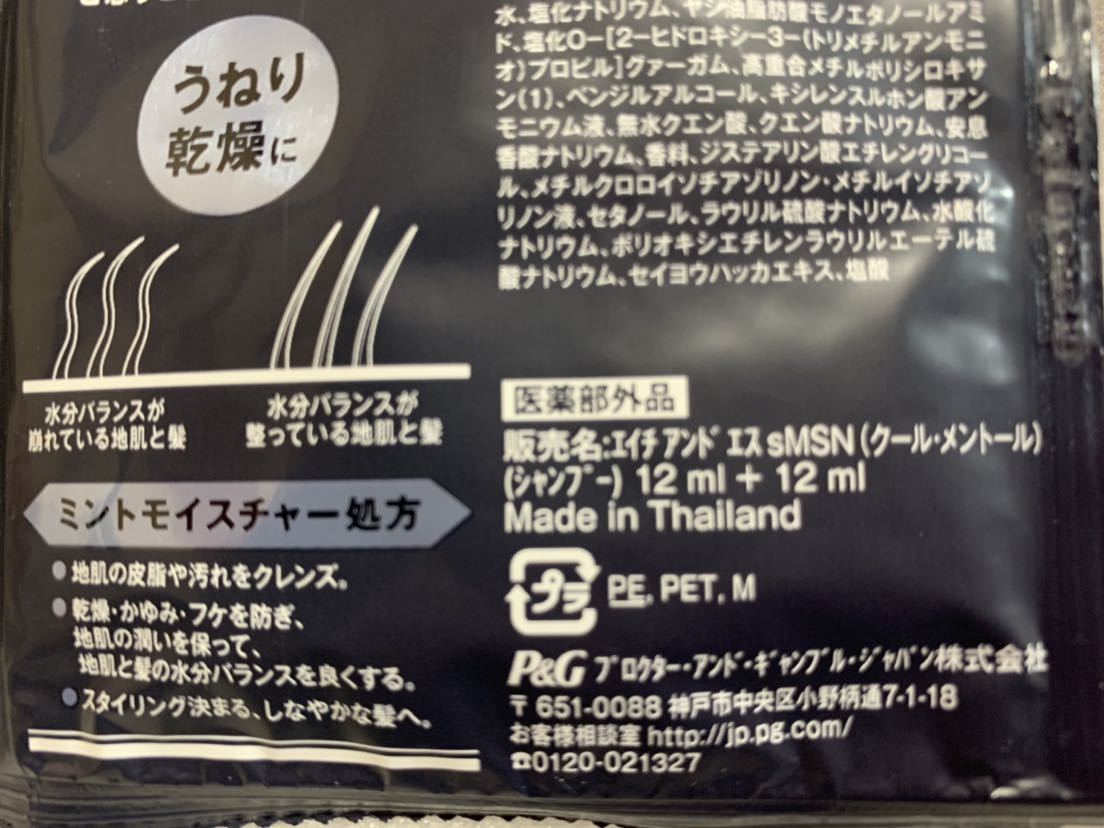 うねり
乾燥に
水分バランスが
崩れている地肌と髪
水分バランスが
整っている地肌と髪
ミントモイスチャー処方
●地肌の皮脂や汚れをクレンズ。
●乾燥・かゆみ・フケを防ぎ、
地肌の潤いを保って、
地肌と髪の水分バランスを良くする。
●スタイリング決まる、しなやかな髪へ。
水、塩化ナトリウム、ヤシ油脂肪酸モノエタノールアミ
ド、塩化O-[2-ヒドロキシ-3-(トリメチルアンモニ
オ)プロピル]グァーガム、高重合メチルポリシロキサ
ン(1)、ベンジルアルコール、キシレンスルホン酸アン
モニウム液、無水クエン酸、クエン酸ナトリウム、安息
香酸ナトリウム、香料、ジステアリン酸エチレングリコー
ル、メチルクロロイソチアゾリノン・メチルイソチアゾ
リノン液、セタノール、ラウリル硫酸ナトリウム、水酸化
ナトリウム、ポリオキシエチレンラウリルエーテル硫
酸ナトリウム、セイヨウハッカエキス、塩酸
医薬部外品
販売名:エイチ アンド エス sMSN (クール・メントール)
(シャンプー) 12 ml + 12 ml
Made in Thailand
プラ PE, PET, M
P&G プロクター・アンド・ギャンブル・ジャパン株式会社
〒 651-0088 神戸市中央区小野柄通7-1-18
お客様相談室 http://jp.pg.com/
☎0120-021327